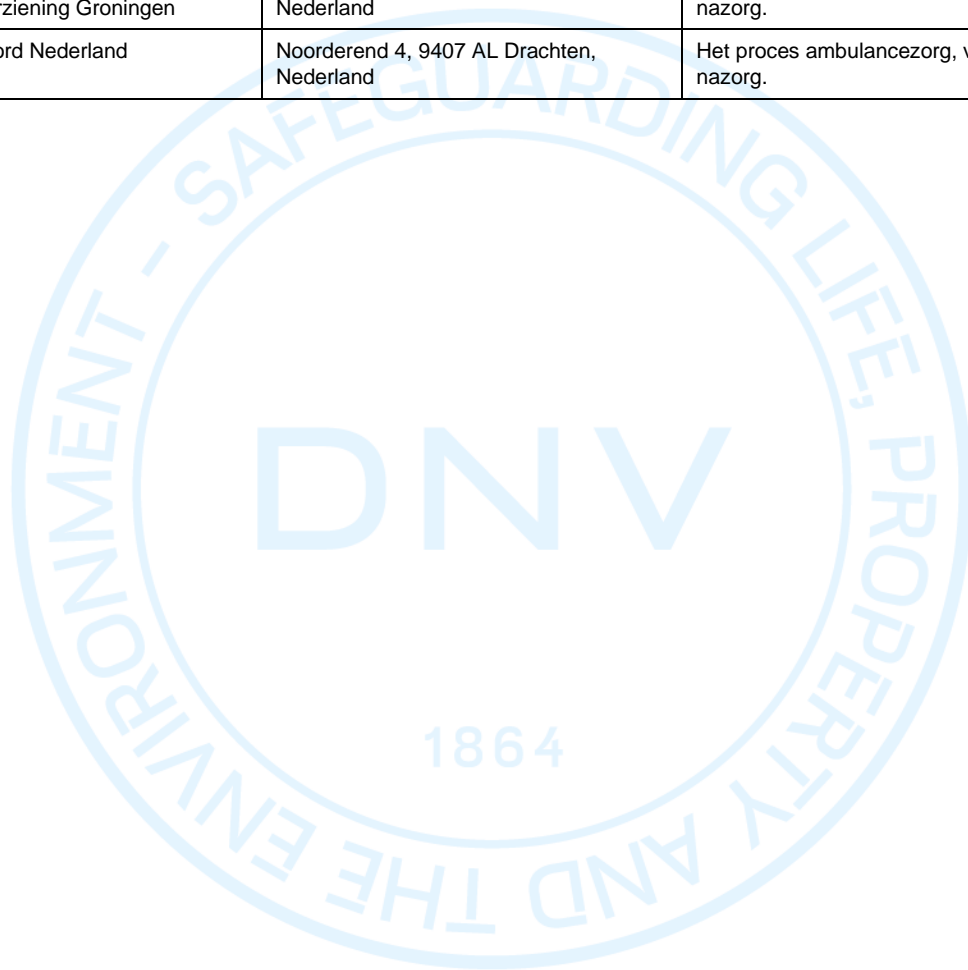 rziening Groningen
Nederland
nazorg.
ord Nederland
Noorderend 4, 9407 AL Drachten,
Nederland
Het proces ambulancezorg, v
nazorg.
SAFEGUARDING LIFE, PROPERTY AND THE ENVIRONMENT -
DNV
1864